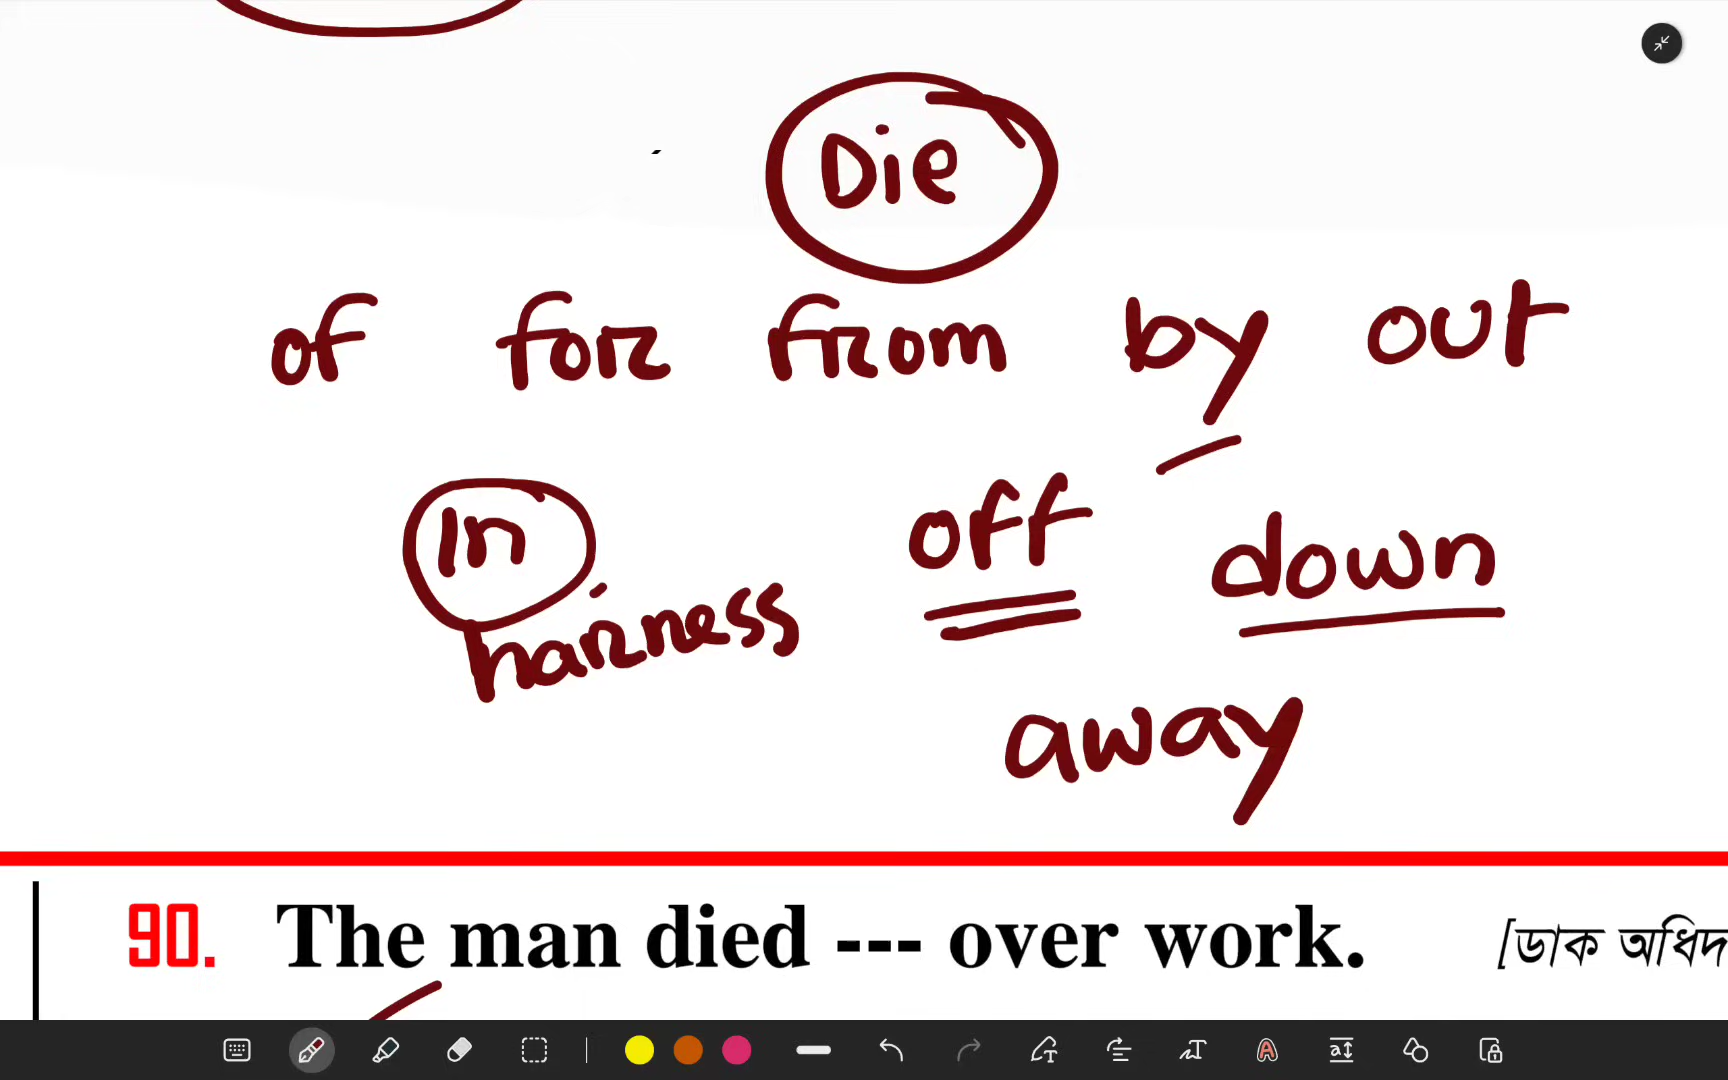 Die
of for from by out
In off down
harness
away
90. The man died --- over work. [ডাক অধিদ